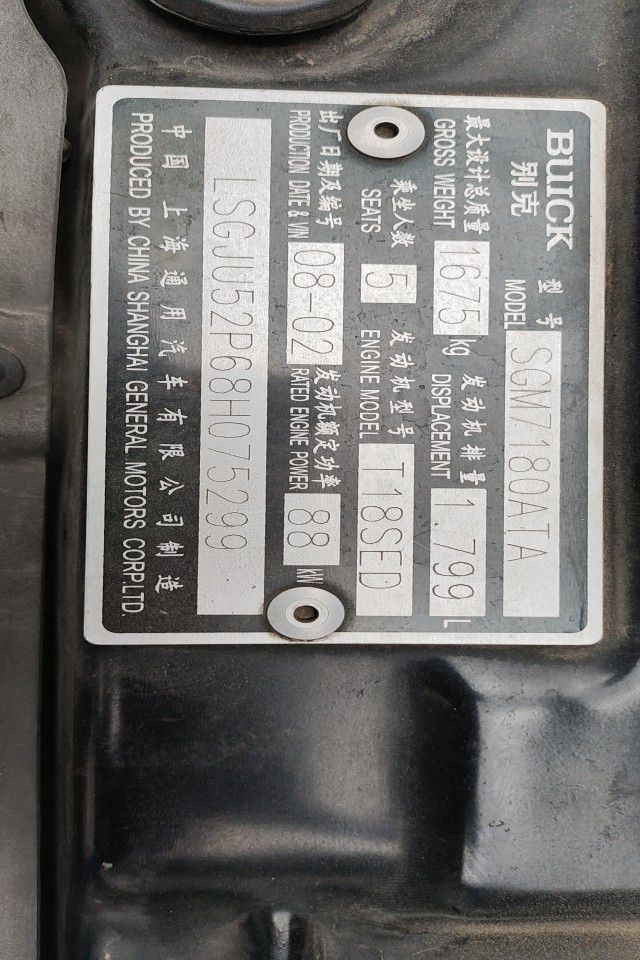 BUICK
别克
型号 MODEL SGM7180ATA
最大设计总质量 GROSS WEIGHT 1675 kg 发动机排量 DISPLACEMENT 1.799 L
乘坐人数 SEATS 5 发动机型号 ENGINE MODEL T18SED
出厂日期及编号 PRODUCTION DATE & VIN 08-02 发动机额定功率 RATED ENGINE POWER 88 KW
LSGJU52P68H075299
中国上海通用汽车有限公司制造
PRODUCED BY CHINA SHANGHAI GENERAL MOTORS CORP.LTD.